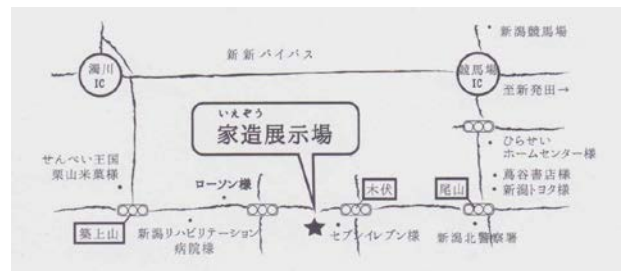 新潟競馬場
新新バイパス
濁川
IC
競馬場
IC
至新発田→
いえぞう
家造展示場
ひらせい
ホームセンター様
せんべい王国
栗山米菓様
蔦谷書店様
新潟トヨタ様
ローソン様
木伏
尾山
築上山
新潟リハビリテーション
病院様
セブンイレブン様
新潟北警察署